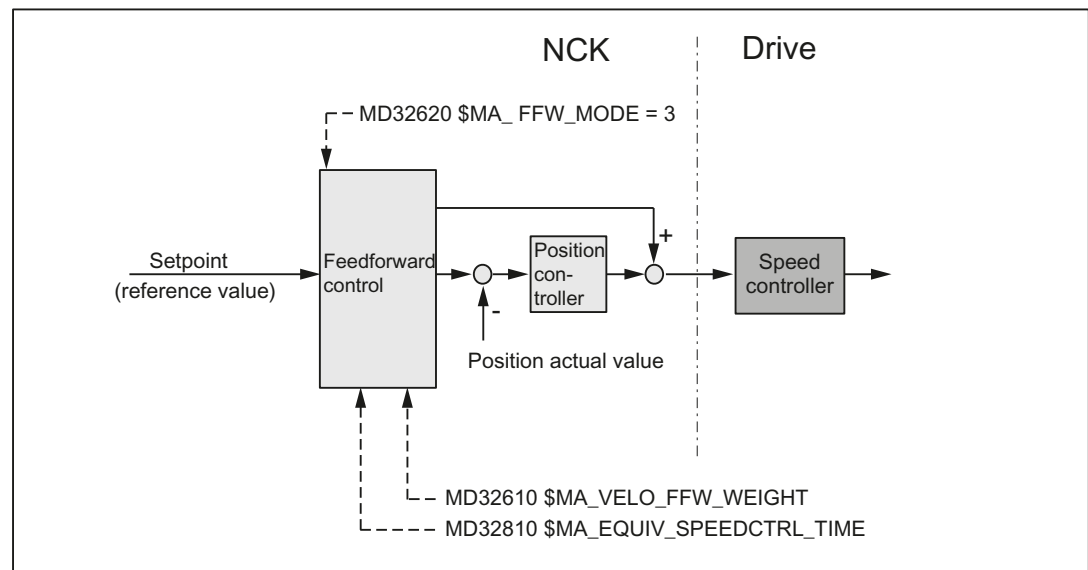 NCK
Drive
MD32620 $MA_ FFW_MODE = 3
Setpoint
(reference value)
Feedforward
control
+
Position
con-
troller
Speed
controller
-
Position actual value
MD32610 $MA_VELO_FFW_WEIGHT
MD32810 $MA_EQUIV_SPEEDCTRL_TIME